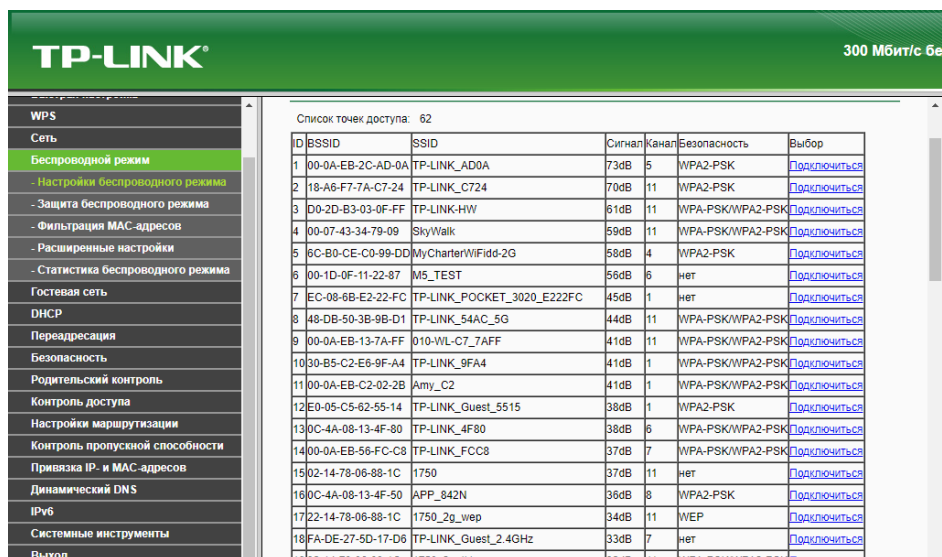 TP-LINK®
300 Мбит/с бе
WPS
Сеть
Беспроводной режим
- Настройки беспроводного режима
- Защита беспроводного режима
- Фильтрация MAC-адресов
- Расширенные настройки
- Статистика беспроводного режима
Гостевая сеть
DHCP
Переадресация
Безопасность
Родительский контроль
Контроль доступа
Настройки маршрутизации
Контроль пропускной способности
Привязка IP- и MAC-адресов
Динамический DNS
IPv6
Системные инструменты
Выход
Список точек доступа: 62
ID BSSID SSID Сигнал Канал Безопасность Выбор
1 00-0A-EB-2C-AD-0A TP-LINK_AD0A 73dB 5 WPA2-PSK Подключиться
2 18-A6-F7-7A-C7-24 TP-LINK_C724 70dB 11 WPA2-PSK Подключиться
3 D0-2D-B3-03-0F-FF TP-LINK-HW 61dB 11 WPA-PSK/WPA2-PSK Подключиться
4 00-07-43-34-79-09 SkyWalk 59dB 11 WPA-PSK/WPA2-PSK Подключиться
5 6C-B0-CE-C0-99-DD MyCharterWiFidd-2G 58dB 4 WPA2-PSK Подключиться
6 00-1D-0F-11-22-87 M5_TEST 56dB 6 нет Подключиться
7 EC-08-6B-E2-22-FC TP-LINK_POCKET_3020_E222FC 45dB 1 нет Подключиться
8 48-DB-50-3B-9B-D1 TP-LINK_54AC_5G 44dB 11 WPA-PSK/WPA2-PSK Подключиться
9 00-0A-EB-13-7A-FF 010-WL-C7_7AFF 41dB 11 WPA-PSK/WPA2-PSK Подключиться
10 30-B5-C2-E6-9F-A4 TP-LINK_9FA4 41dB 1 WPA-PSK/WPA2-PSK Подключиться
11 00-0A-EB-C2-02-2B Amy_C2 41dB 1 WPA-PSK/WPA2-PSK Подключиться
12 E0-05-C5-62-55-14 TP-LINK_Guest_5515 38dB 1 WPA2-PSK Подключиться
13 0C-4A-08-13-4F-80 TP-LINK_4F80 38dB 6 WPA-PSK/WPA2-PSK Подключиться
14 00-0A-EB-56-FC-C8 TP-LINK_FCC8 37dB 7 WPA-PSK/WPA2-PSK Подключиться
15 02-14-78-06-88-1C 1750 37dB 11 нет Подключиться
16 0C-4A-08-13-4F-50 APP_842N 36dB 8 WPA2-PSK Подключиться
17 22-14-78-06-88-1C 1750_2g_wep 34dB 11 WEP Подключиться
18 FA-DE-27-5D-17-D6 TP-LINK_Guest_2.4GHz 33dB 7 нет Подключиться